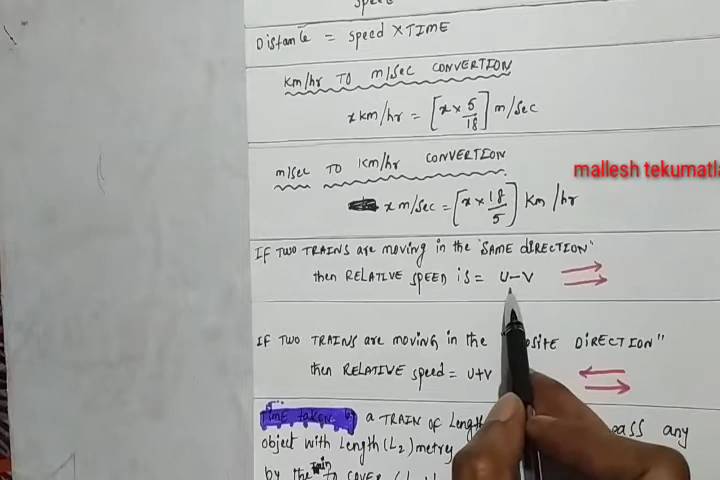 speed
Distance = speed X TIME
Km/hr TO m/sec CONVERTION
x km/hr = [x × 5/18] m/sec
m/sec TO Km/hr CONVERTION
mallesh tekumatla
x m/sec = [x × 18/5] Km/hr
IF TWO TRAINS are moving in the "SAME dIRECTION"
then RELATIVE SPEED is = U-V
IF TWO TRAINS are moving in the OSITE DIRECTION"
then RELATIVE speed = U+V
TIME taken by a TRAIN of Length pass any
object with Length (L2) metry
by the Train TO COVER (L